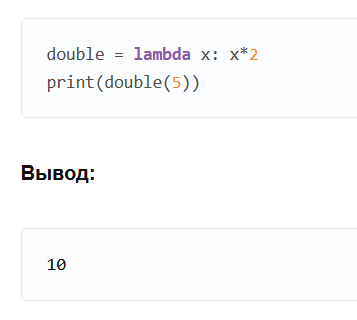 double = lambda x: x*2
print(double(5))
Вывод:
10